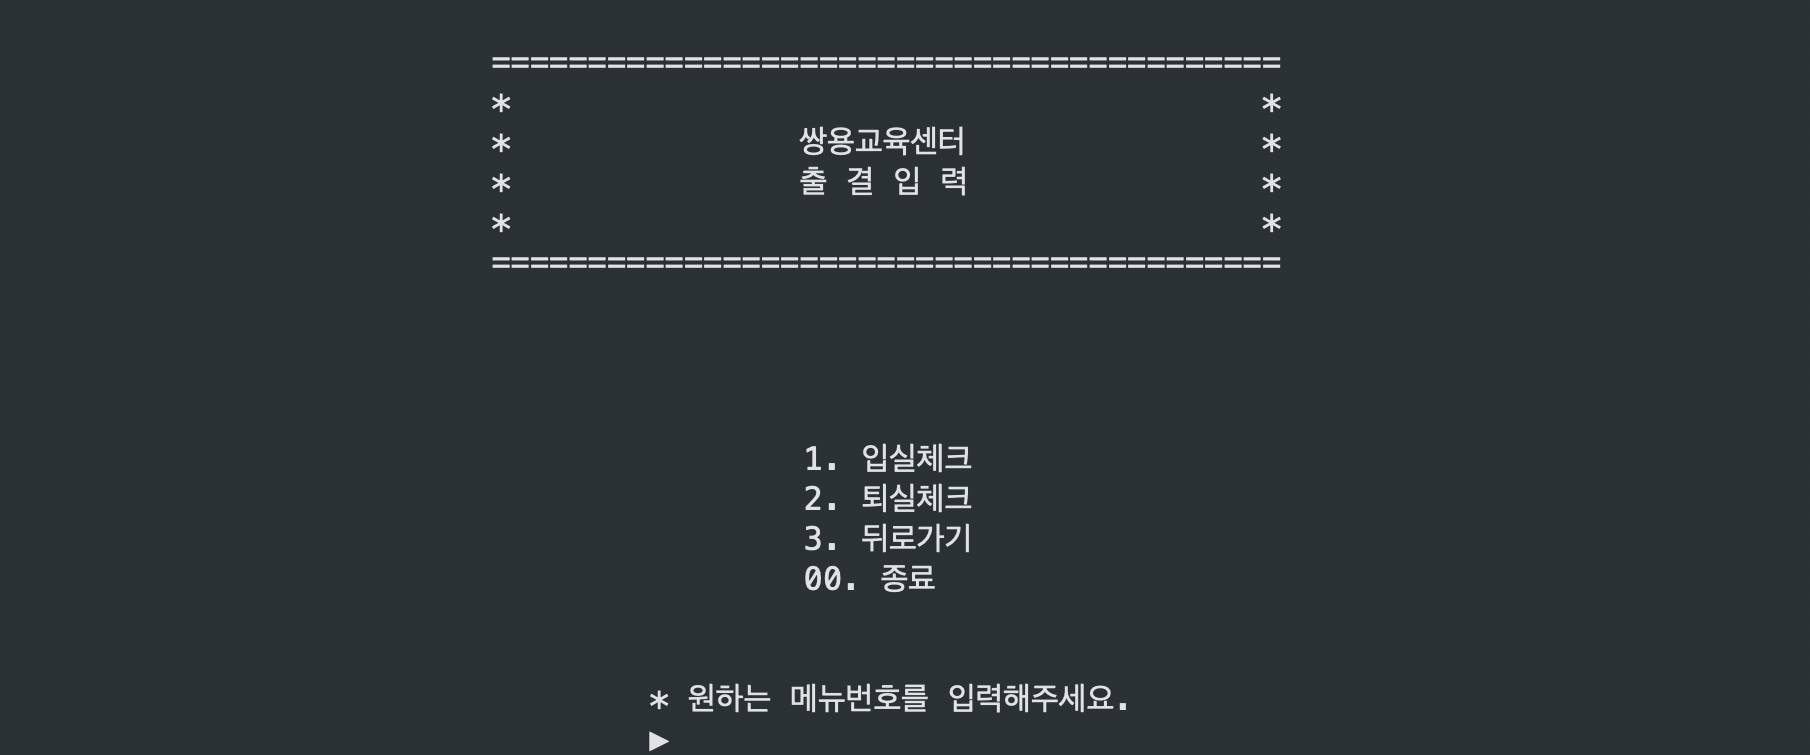 =========================================
* *
* 쌍용교육센터 *
* 출 결 입 력 *
* *
=========================================
1. 입실체크
2. 퇴실체크
3. 뒤로가기
00. 종료
* 원하는 메뉴번호를 입력해주세요.
▶